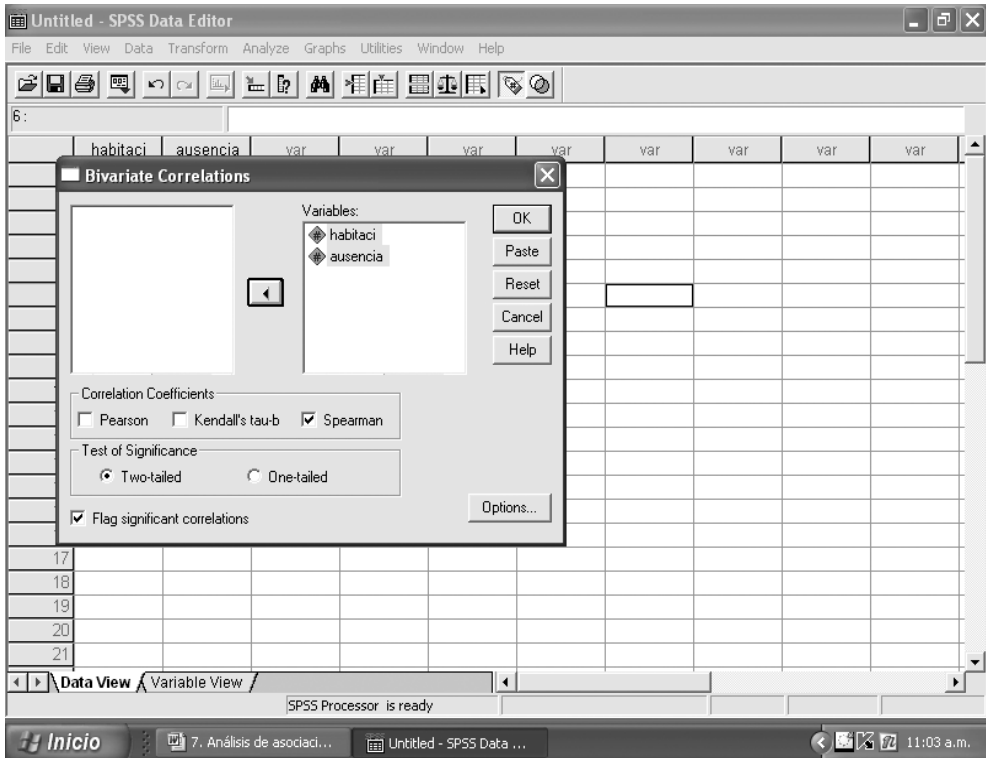 Untitled - SPSS Data Editor
File Edit View Data Transform Analyze Graphs Utilities Window Help
6 :
habitaci ausencia var var var var var var var var
Bivariate Correlations
Variables:
habitaci
ausencia
OK
Paste
Reset
Cancel
Help
Correlation Coefficients
Pearson Kendall's tau-b Spearman
Test of Significance
Two-tailed One-tailed
Flag significant correlations
Options...
17
18
19
20
21
Data View Variable View
SPSS Processor is ready
Inicio 7. Análisis de asociaci... Untitled - SPSS Data ... 11:03 a.m.